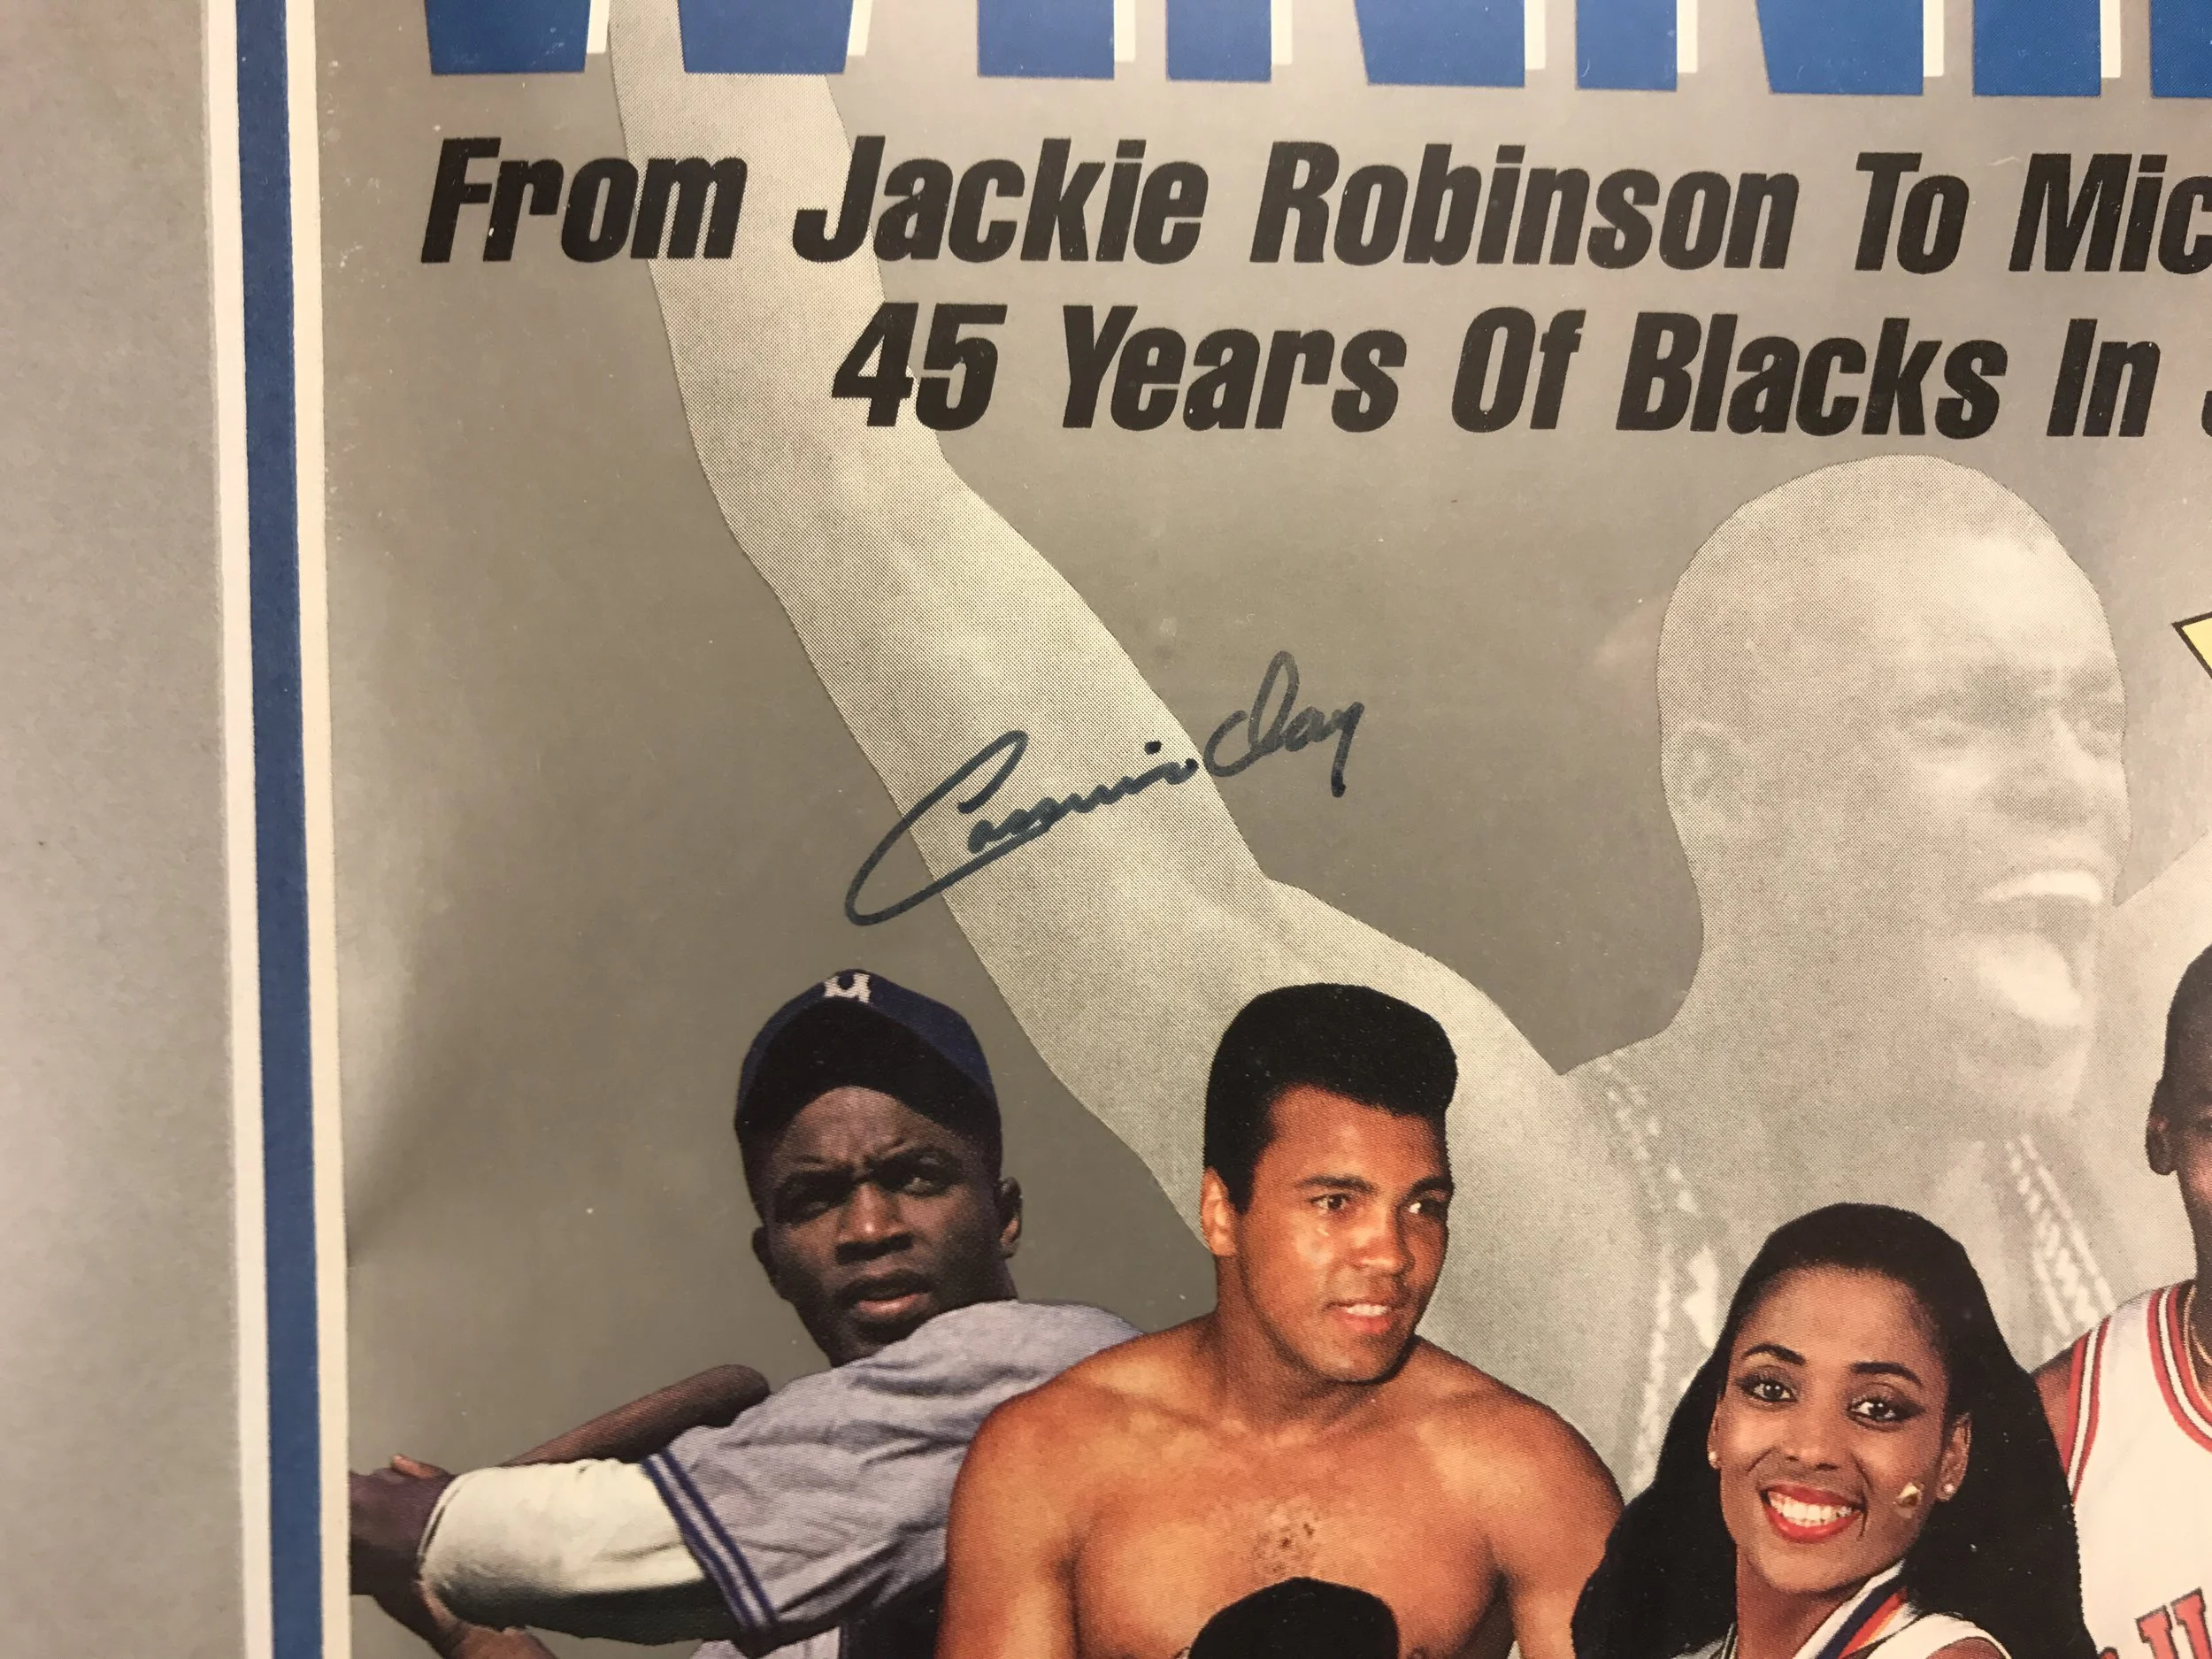 From Jackie Robinson To Mic
45 Years Of Blacks In
Cassius Clay